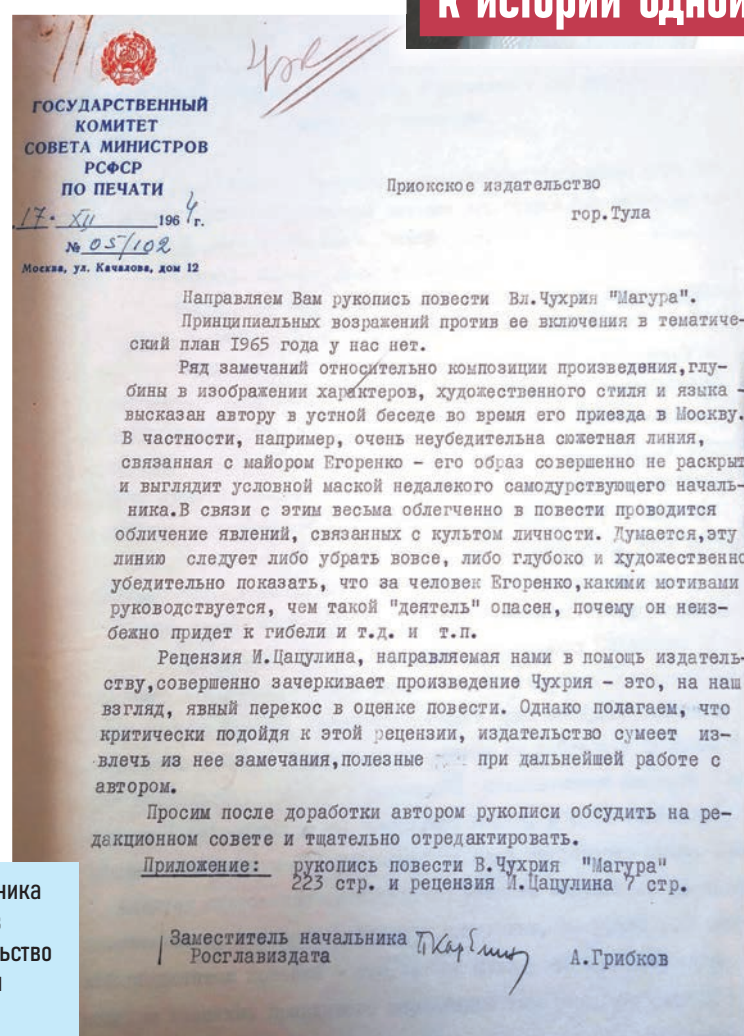 К истории одной
ГОСУДАРСТВЕННЫЙ
КОМИТЕТ
СОВЕТА МИНИСТРОВ
РСФСР
ПО ПЕЧАТИ
17. XII 1964 г.
№ 05/102
Москва, ул. Качалова, дом 12
Приокское издательство
гор.Тула
Направляем Вам рукопись повести Вл.Чухрия "Магура".
Принципиальных возражений против ее включения в тематиче-
ский план I965 года у нас нет.
Ряд замечаний относительно композиции произведения,глу-
бины в изображении характеров, художественного стиля и языка -
высказан автору в устной беседе во время его приезда в Москву.
В частности, например, очень неубедительна сюжетная линия,
связанная с майором Егоренко - его образ совершенно не раскрыт
и выглядит условной маской недалекого самодурствующего началь-
ника.В связи с этим весьма облегченно в повести проводится
обличение явлений, связанных с культом личности. Думается,эту
линию следует либо убрать вовсе, либо глубоко и художественно
убедительно показать, что за человек Егоренко,какими мотивами
руководствуется, чем такой "деятель" опасен, почему он неиз-
бежно придет к гибели и т.д. и т.п.
Рецензия И.Цацулина, направляемая нами в помощь издатель-
ству,совершенно зачеркивает произведение Чухрия - это, на наш
взгляд, явный перекос в оценке повести. Однако полагаем, что
критически подойдя к этой рецензии, издательство сумеет из-
влечь из нее замечания,полезные при дальнейшей работе с
автором.
Просим после доработки автором рукописи обсудить на ре-
дакционном совете и тщательно отредактировать.
Приложение: рукопись повести В.Чухрия "Магура"
223 стр. и рецензия И.Цацулина 7 стр.
Заместитель начальника
Росглавиздата А.Грибков
ника
ьство